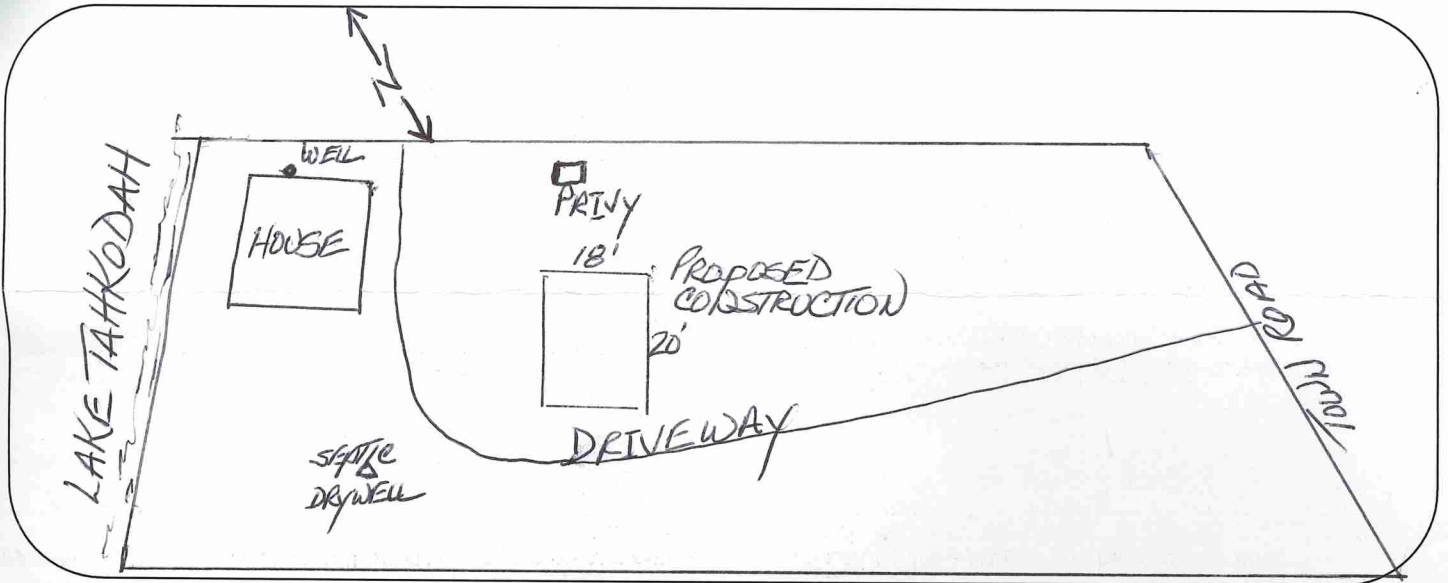 N
WELL
HOUSE
LAKE TAHKODAH
PRIVY
18'
PROPOSED
CONSTRUCTION
20'
TOWN ROAD
DRIVEWAY
SEPTIC
&
DRYWELL